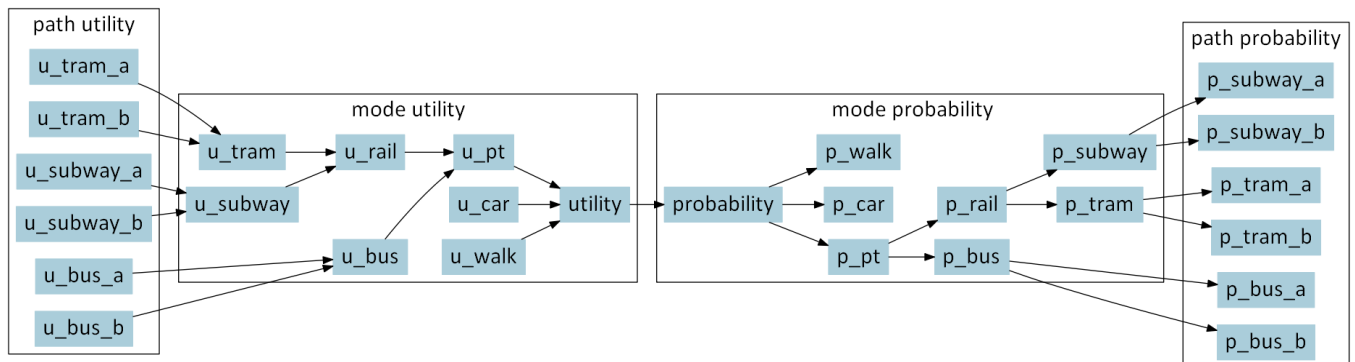 path utility
u_tram_a
u_tram_b
u_subway_a
u_subway_b
u_bus_a
u_bus_b
mode utility
u_tram
u_rail
u_pt
u_subway
u_car
utility
u_bus
u_walk
mode probability
p_walk
p_subway
probability
p_car
p_rail
p_tram
p_pt
p_bus
path probability
p_subway_a
p_subway_b
p_tram_a
p_tram_b
p_bus_a
p_bus_b